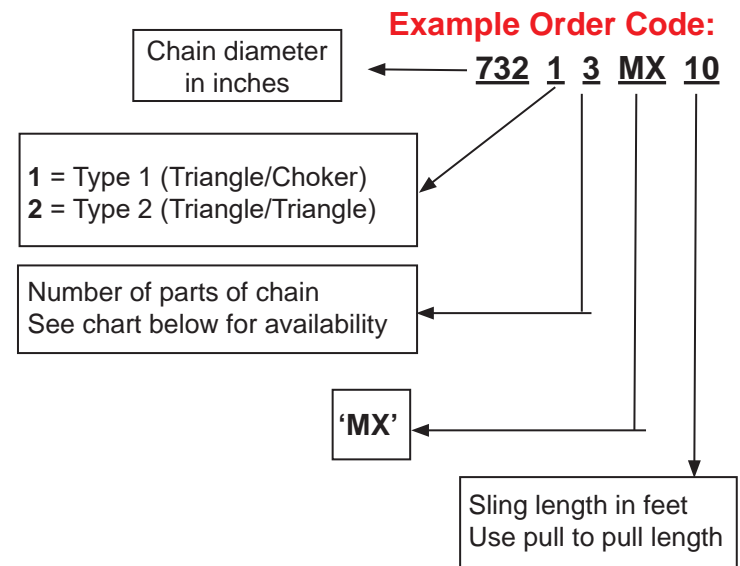 Example Order Code:
732 1 3 MX 10
Chain diameter
in inches
1 = Type 1 (Triangle/Choker)
2 = Type 2 (Triangle/Triangle)
Number of parts of chain
See chart below for availability
‘MX’
Sling length in feet
Use pull to pull length